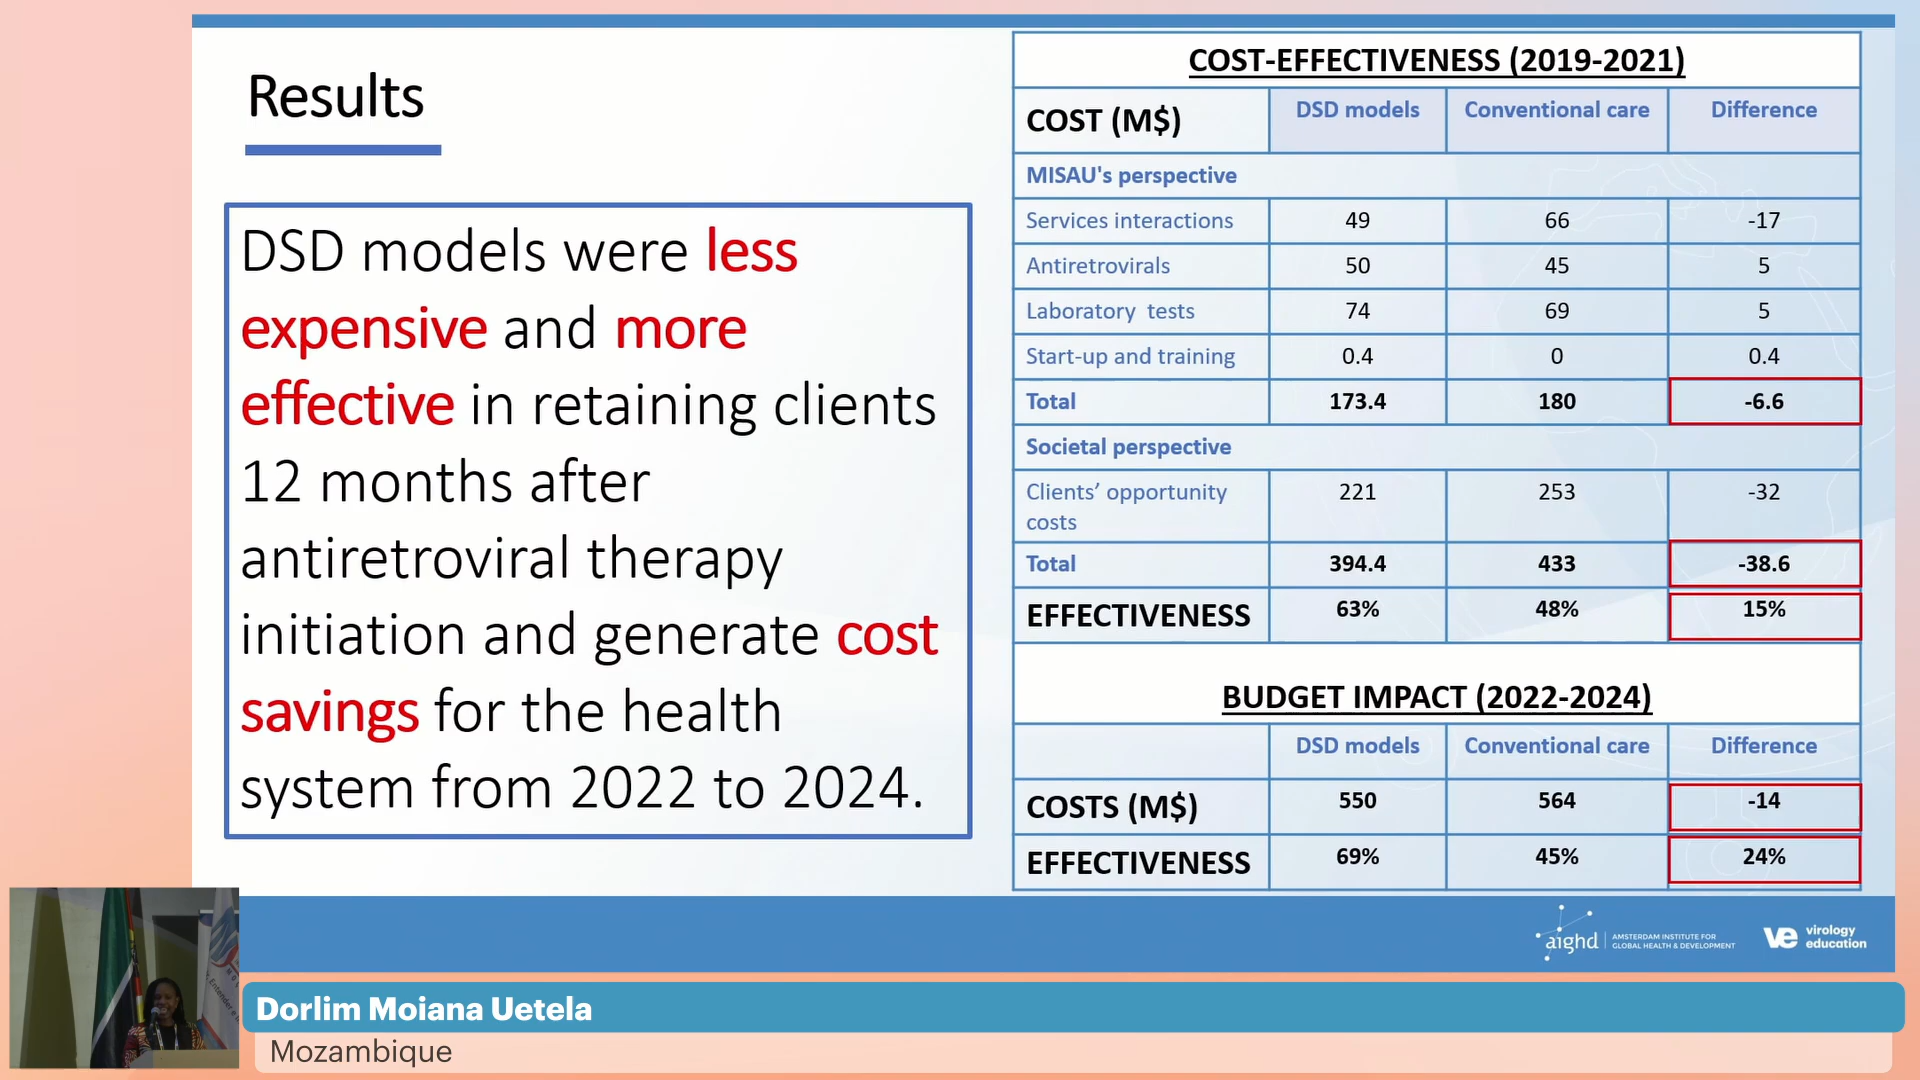 Results
DSD models were less
expensive and more
effective in retaining clients
12 months after
antiretroviral therapy
initiation and generate cost
savings for the health
system from 2022 to 2024.
COST-EFFECTIVENESS (2019-2021)
COST (M$) DSD models Conventional care Difference
MISAU's perspective
Services interactions 49 66 -17
Antiretrovirals 50 45 5
Laboratory tests 74 69 5
Start-up and training 0.4 0 0.4
Total 173.4 180 -6.6
Societal perspective
Clients’ opportunity 221 253 -32
costs
Total 394.4 433 -38.6
EFFECTIVENESS 63% 48% 15%
BUDGET IMPACT (2022-2024)
DSD models Conventional care Difference
COSTS (M$) 550 564 -14
EFFECTIVENESS 69% 45% 24%
aighd AMSTERDAM INSTITUTE FOR
GLOBAL HEALTH & DEVELOPMENT
ve virology
education
Dorlim Moiana Uetela
Mozambique